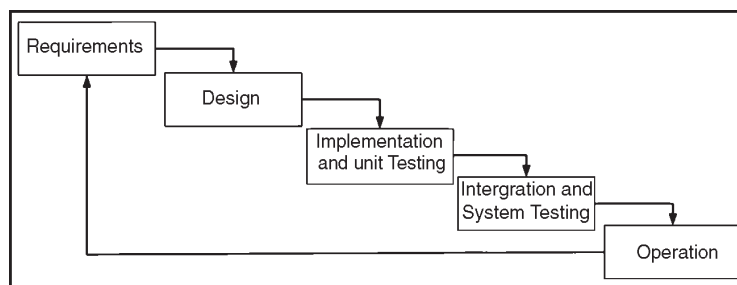 Requirements
Design
Implementation
and unit Testing
Intergration and
System Testing
Operation